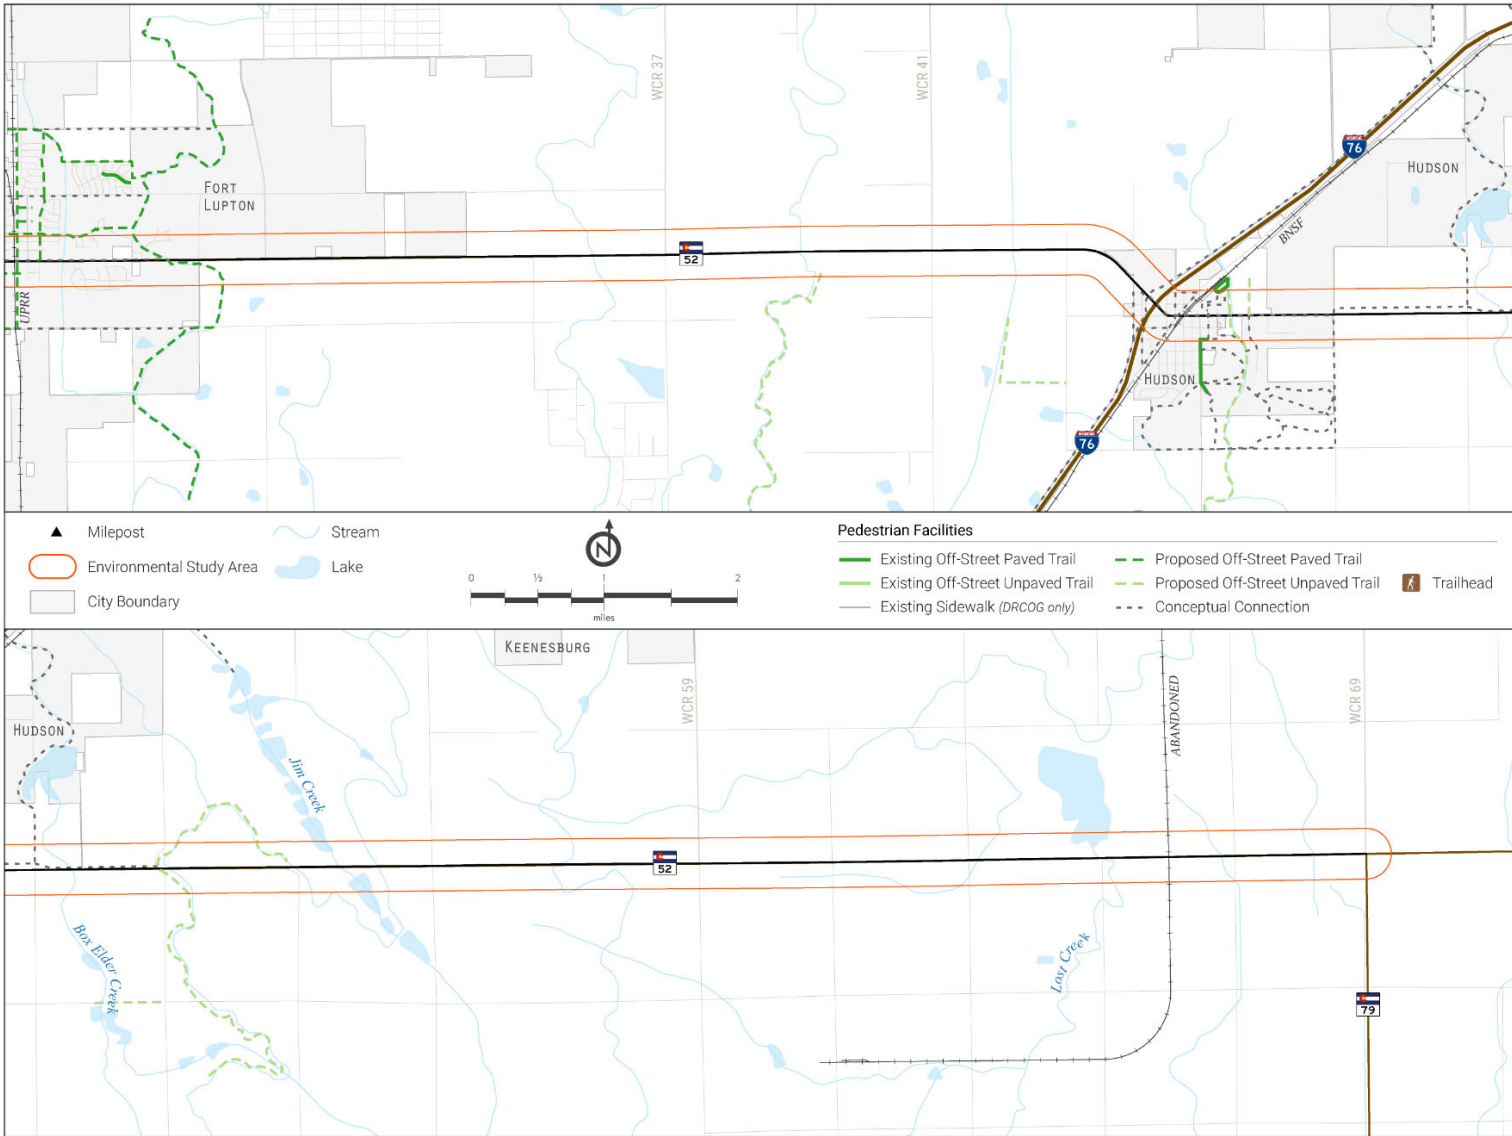 WCR 37
WCR 41
INTERSTATE
76
HUDSON
FORT
LUPTON
BNSF
52
UPRR
HUDSON
INTERSTATE
76
Milepost
Stream
Environmental Study Area
Lake
City Boundary
N
0 ½ 1 2
miles
Pedestrian Facilities
Existing Off-Street Paved Trail
Proposed Off-Street Paved Trail
Existing Off-Street Unpaved Trail
Proposed Off-Street Unpaved Trail
Trailhead
Existing Sidewalk (DRCOG only)
Conceptual Connection
KEENESBURG
WCR 59
ABANDONED
WCR 69
HUDSON
Jim Creek
52
Box Elder Creek
Lost Creek
79